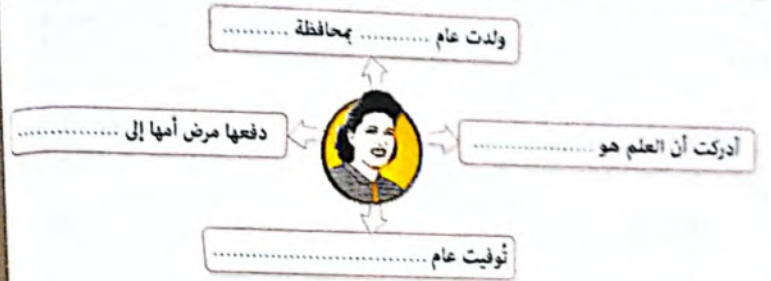 ولدت عام ........... بمحافظة ..........
دفعها مرض أمها إلى ...............
أدركت أن العلم هو ..................
تُوفيت عام ................................